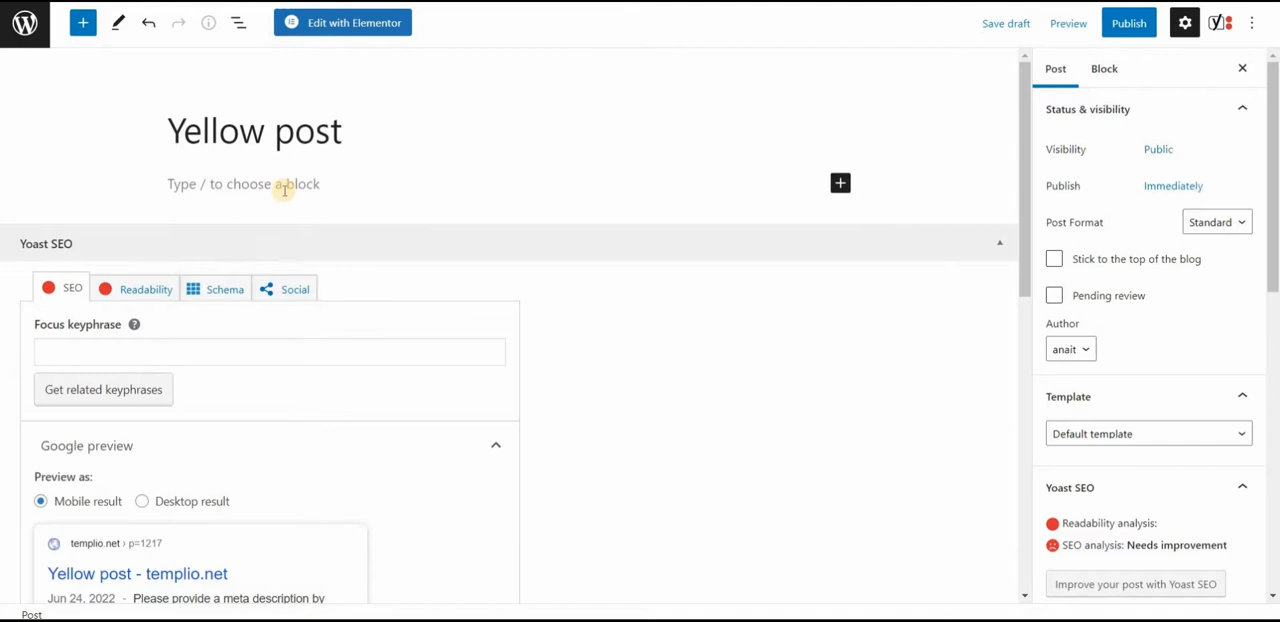 Edit with Elementor
Save draft
Preview
Publish
Post
Block
Yellow post
Type / to choose a block
Status & visibility
Visibility
Public
Publish
Immediately
Post Format
Standard
Stick to the top of the blog
Pending review
Author
anait
Template
Default template
Yoast SEO
Readability analysis:
SEO analysis: Needs improvement
Improve your post with Yoast SEO
Yoast SEO
SEO
Readability
Schema
Social
Focus keyphrase
Get related keyphrases
Google preview
Preview as:
Mobile result
Desktop result
templio.net › p=1217
Yellow post - templio.net
Jun 24, 2022 - Please provide a meta description by
Post